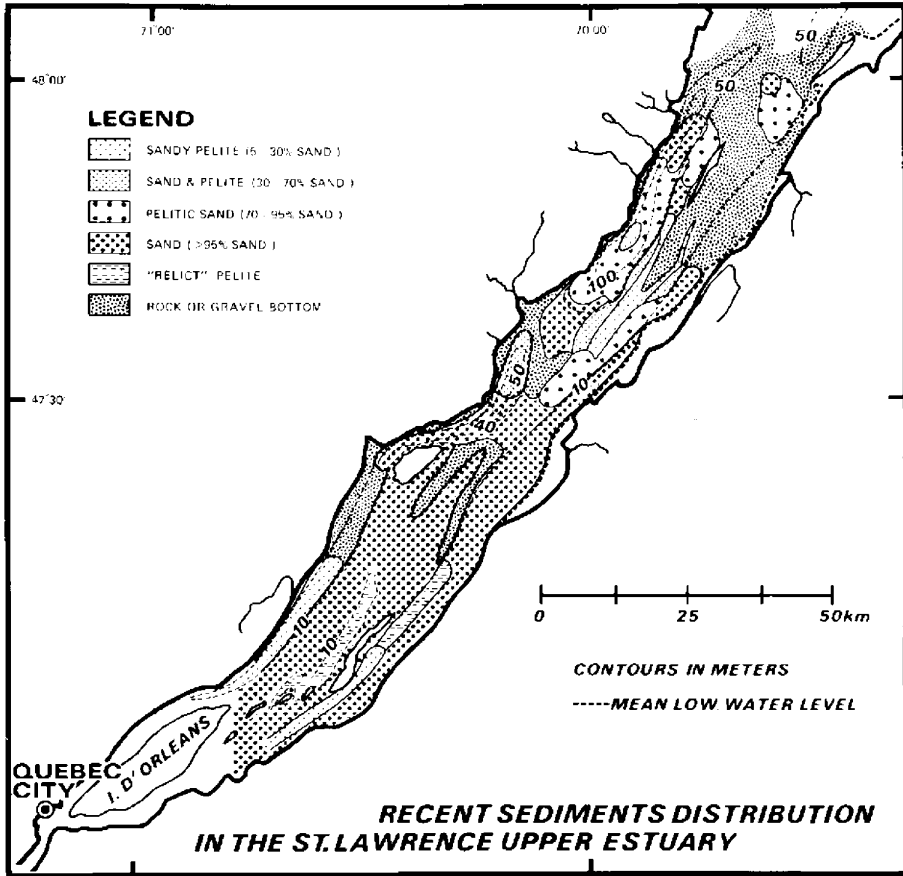 71°00'
70°00'
50
48°00'
50
LEGEND
SANDY PELITE (5 - 30% SAND)
SAND & PELITE (30 - 70% SAND)
PELITIC SAND (70 - 95% SAND)
SAND (>95% SAND)
"RELICT" PELITE
ROCK OR GRAVEL BOTTOM
100
50
10
47°30'
40
10
10
0 25 50km
CONTOURS IN METERS
-----MEAN LOW WATER LEVEL
I. D'ORLEANS
QUEBEC
CITY
RECENT SEDIMENTS DISTRIBUTION
IN THE ST. LAWRENCE UPPER ESTUARY